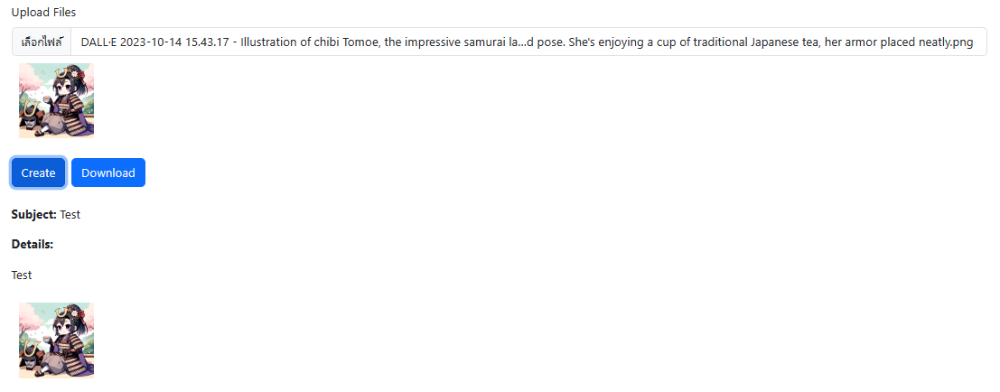 Upload Files
เลือกไฟล์ DALL·E 2023-10-14 15.43.17 - Illustration of chibi Tomoe, the impressive samurai la...d pose. She's enjoying a cup of traditional Japanese tea, her armor placed neatly.png
Create Download
Subject: Test
Details:
Test